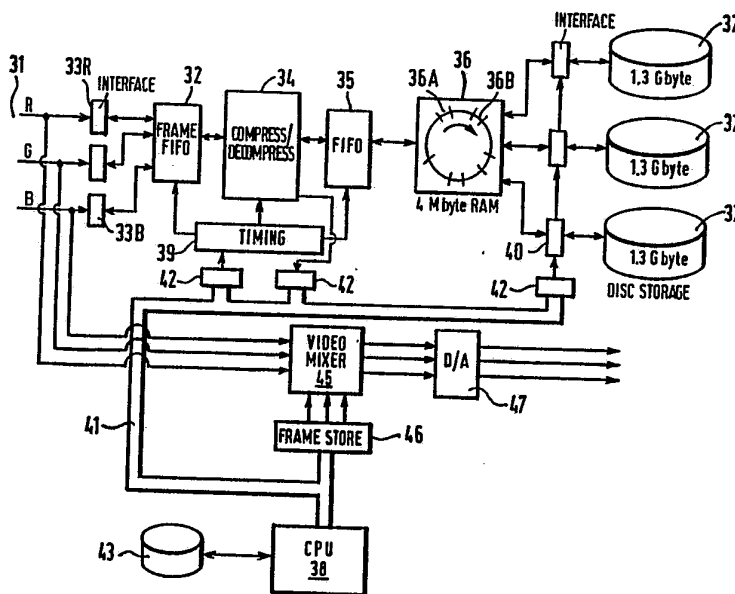 31
R
G
B
33R
INTERFACE
33B
32
FRAME
FIFO
34
COMPRESS/
DECOMPRESS
35
FIFO
36
36A
36B
4 Mbyte RAM
INTERFACE
37
1,3 Gbyte
37
1,3 Gbyte
37
1,3 Gbyte
DISC STORAGE
40
39
TIMING
42
42
42
41
VIDEO
MIXER
45
D/A
47
FRAME STORE
46
43
CPU
38